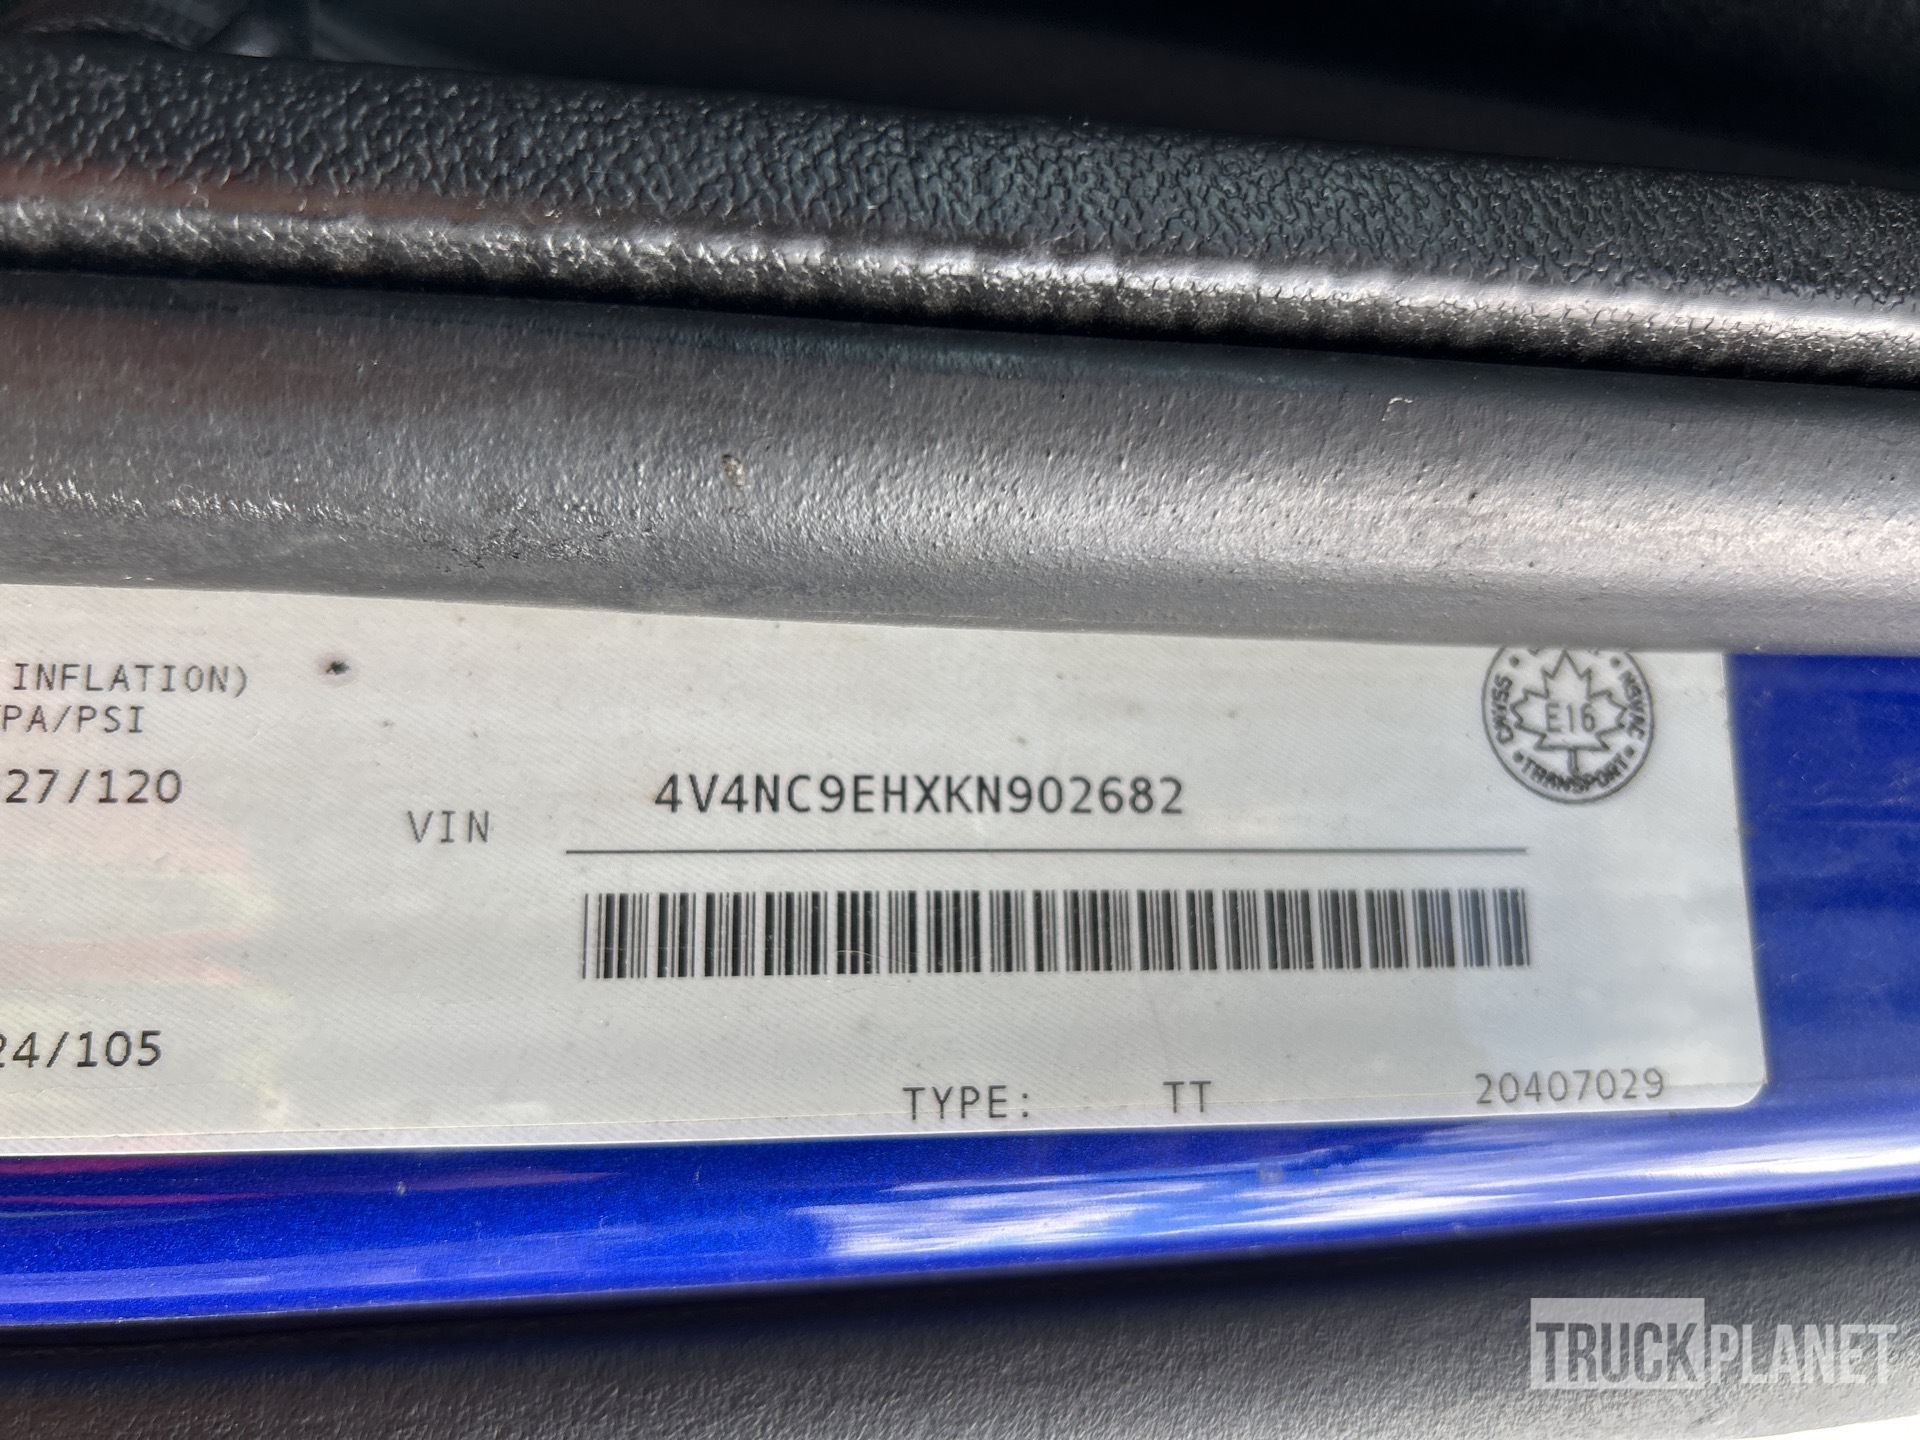 INFLATION)
PA/PSI
27/120
VIN 4V4NC9EHXKN902682
E16
TRANSPORT
24/105
TYPE: TT 20407029
TRUCKPLANET